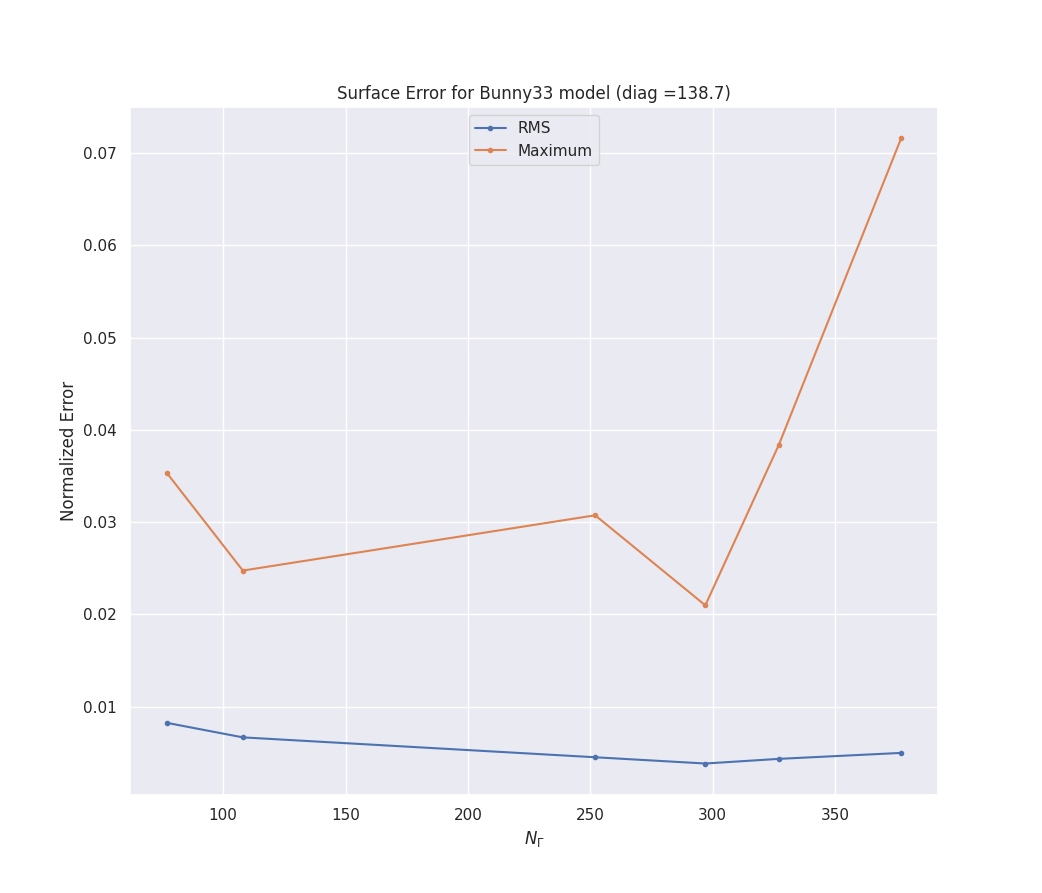 Surface Error for Bunny33 model (diag =138.7)
RMS
Maximum
0.07
0.06
0.05
0.04
0.03
0.02
0.01
Normalized Error
100 150 200 250 300 350
N_Γ